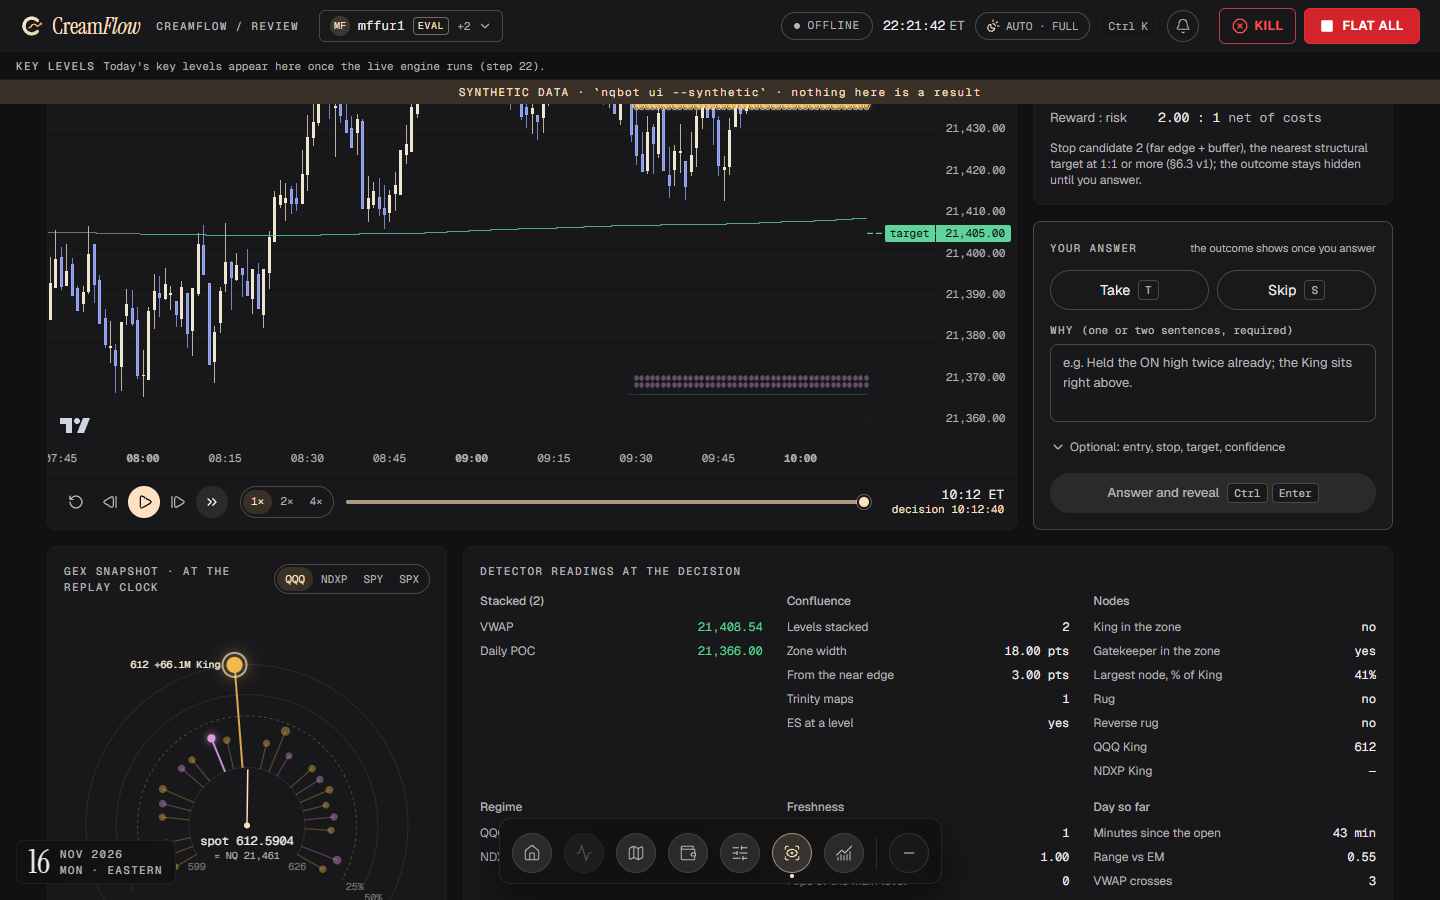 CreamFlow CREAMFLOW / REVIEW MF mffur1 EVAL +2 OFFLINE 22:21:42 ET AUTO · FULL Ctrl K KILL FLAT ALL
KEY LEVELS Today's key levels appear here once the live engine runs (step 22).
SYNTHETIC DATA · `nqbot ui --synthetic` · nothing here is a result
21,430.00
21,420.00
21,410.00
target 21,405.00
21,400.00
21,390.00
21,380.00
21,370.00
21,360.00
07:45 08:00 08:15 08:30 08:45 09:00 09:15 09:30 09:45 10:00
1× 2× 4× 10:12 ET
decision 10:12:40
Reward : risk 2.00 : 1 net of costs
Stop candidate 2 (far edge + buffer), the nearest structural
target at 1:1 or more (§6.3 v1); the outcome stays hidden
until you answer.
YOUR ANSWER the outcome shows once you answer
Take T Skip S
WHY (one or two sentences, required)
e.g. Held the ON high twice already; the King sits
right above.
Optional: entry, stop, target, confidence
Answer and reveal Ctrl Enter
GEX SNAPSHOT · AT THE
REPLAY CLOCK
QQQ NDXP SPY SPX
612 +66.1M King
spot 612.5904
= NQ 21,461
599 626
25%
50%
16 NOV 2026
MON · EASTERN
DETECTOR READINGS AT THE DECISION
Stacked (2)
VWAP 21,408.54
Daily POC 21,366.00
Confluence
Levels stacked 2
Zone width 18.00 pts
From the near edge 3.00 pts
Trinity maps 1
ES at a level yes
Nodes
King in the zone no
Gatekeeper in the zone yes
Largest node, % of King 41%
Rug no
Reverse rug no
QQQ King 612
NDXP King –
Regime
Freshness
1
1.00
0
Day so far
Minutes since the open 43 min
Range vs EM 0.55
VWAP crosses 3